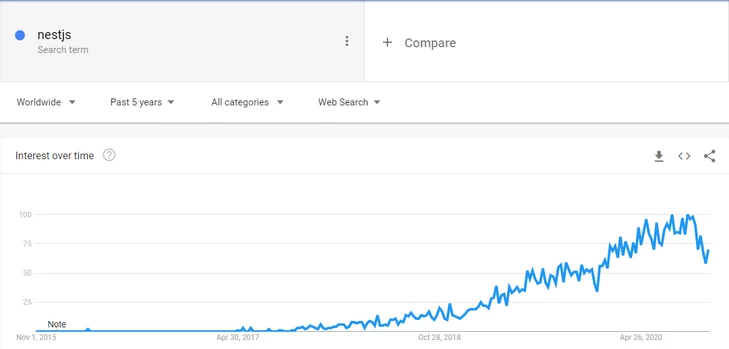 nestjs
Search term
+ Compare
Worldwide
Past 5 years
All categories
Web Search
Interest over time
100
75
50
25
Note
Nov 1, 2015
Apr 30, 2017
Oct 28, 2018
Apr 26, 2020